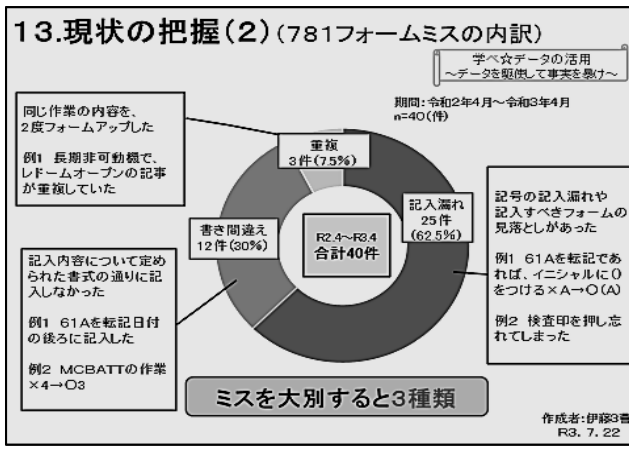 13.現状の把握(2)(781フォームミスの内訳)
学べ☆データの活用
~データを駆使して事実を暴け~
期間:令和2年4月~令和3年4月
n=40(件)
同じ作業の内容を、
2度フォームアップした
例1 長期非可動機で、
レドームオープンの記事
が重複していた
重複
3件(7.5%)
記入漏れ
25件
(62.5%)
書き間違え
12件(30%)
R2.4~R3.4
合計40件
記号の記入漏れや
記入すべきフォームの
見落としがあった
例1 61Aを転記であ
れば、イニシャルに()
をつける×A→○(A)
例2 検査印を押し忘
れてしまった
記入内容について定め
られた書式の通りに記
入しなかった
例1 61Aを転記日付
の後ろに記入した
例2 MCBATTの作業
×4→○3
ミスを大別すると3種類
作成者:伊藤3曹
R3.7.22